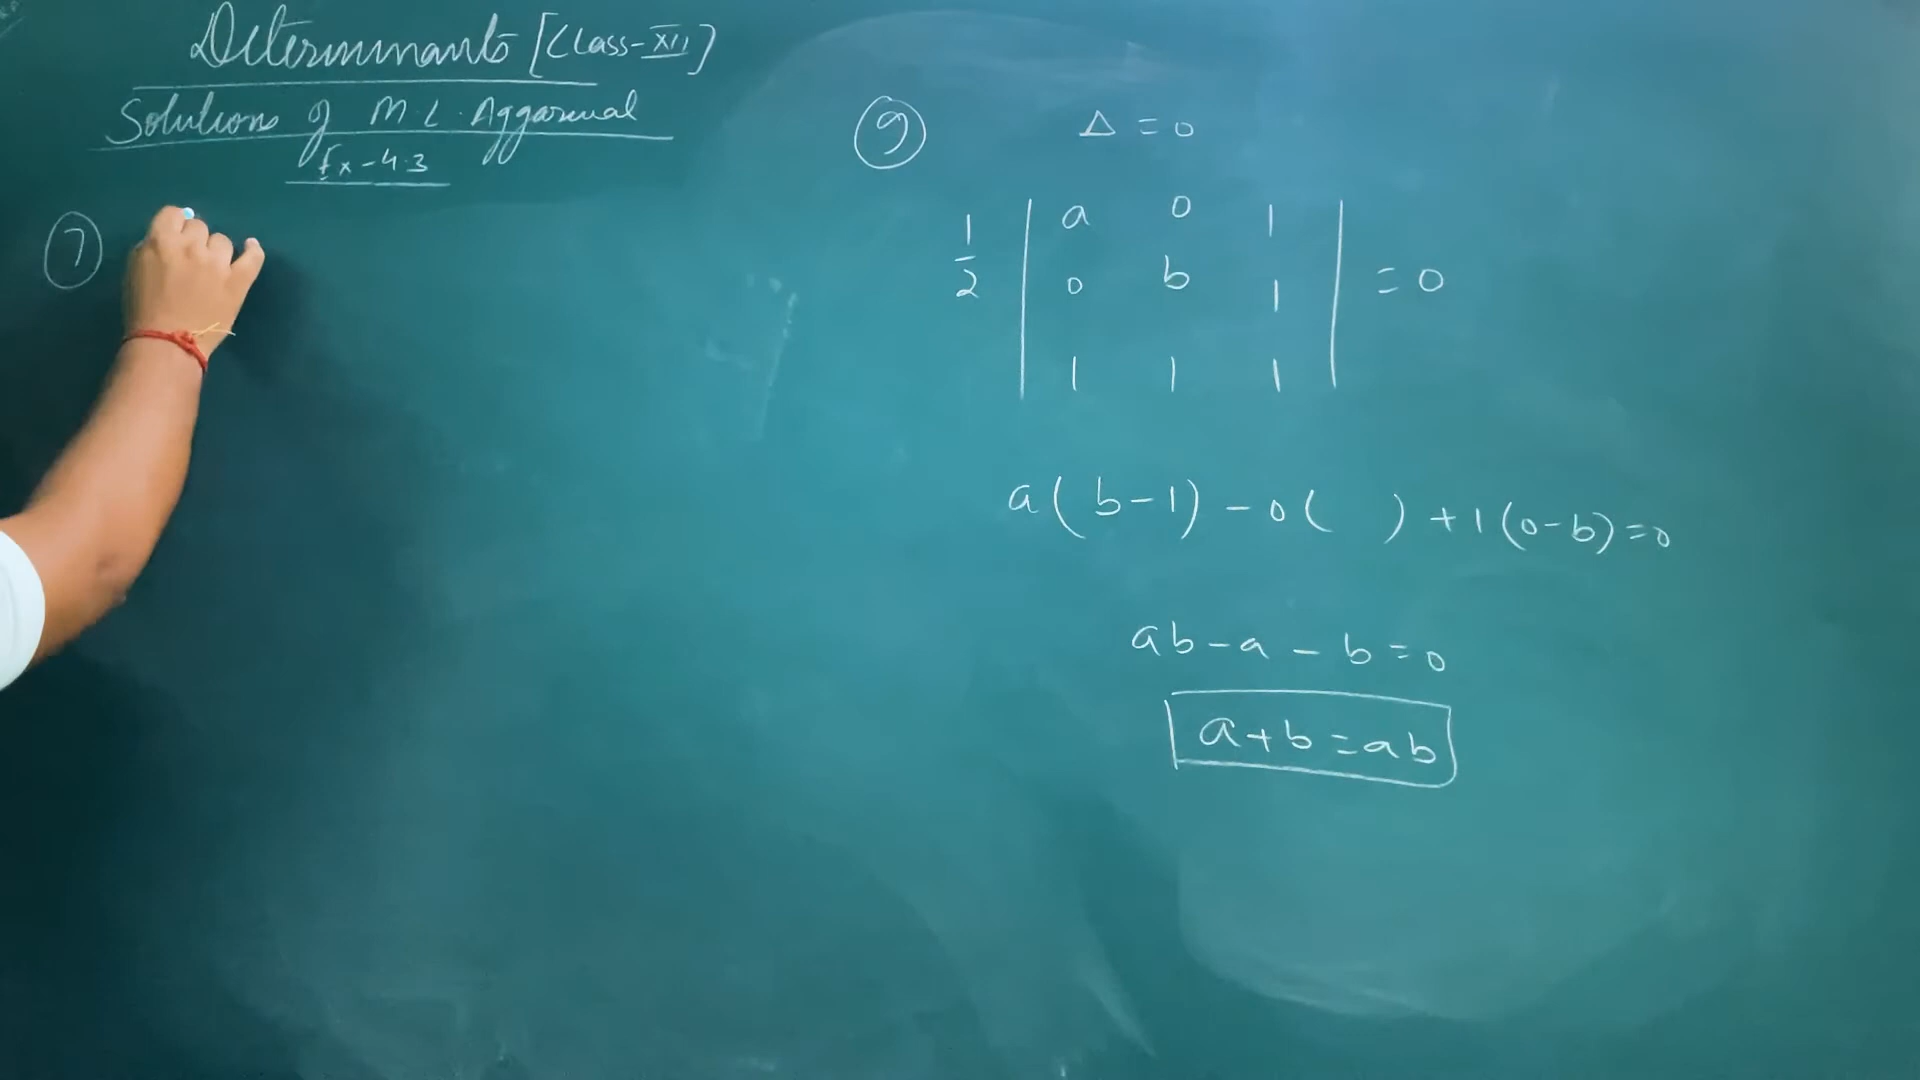 Determinants [Class-XII]
Solutions of M.L. Aggarwal
Ex-4.3
7
9 Δ = 0
1/2 | a 0 1 |
| 0 b 1 | = 0
| 1 1 1 |
a(b-1) - 0( ) + 1(0-b) = 0
ab - a - b = 0
a + b = ab